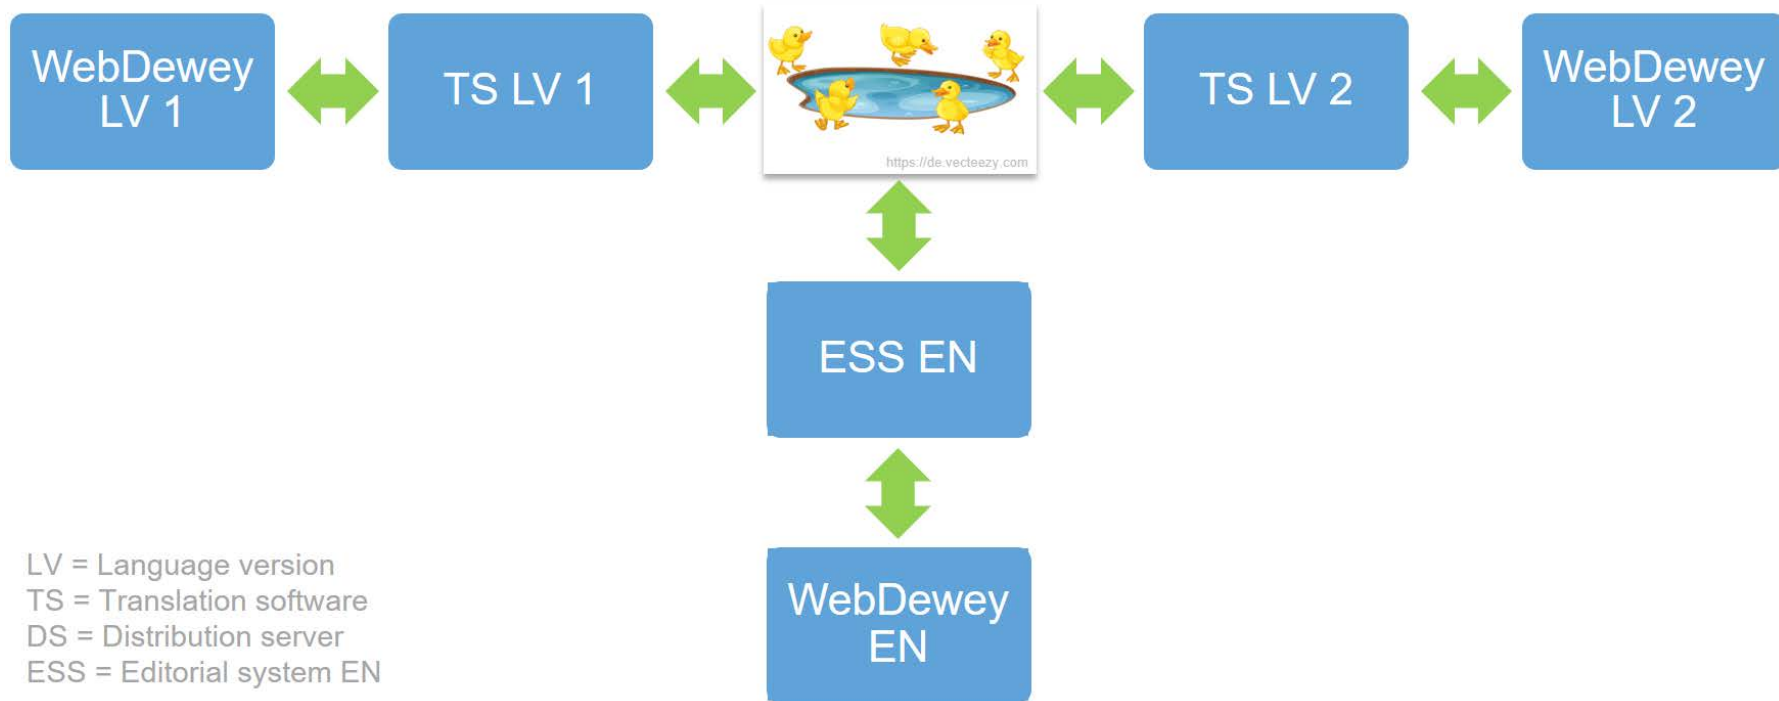 WebDewey
LV 1
TS LV 1
https://de.vecteezy.com
TS LV 2
WebDewey
LV 2
ESS EN
WebDewey
EN
LV = Language version
TS = Translation software
DS = Distribution server
ESS = Editorial system EN